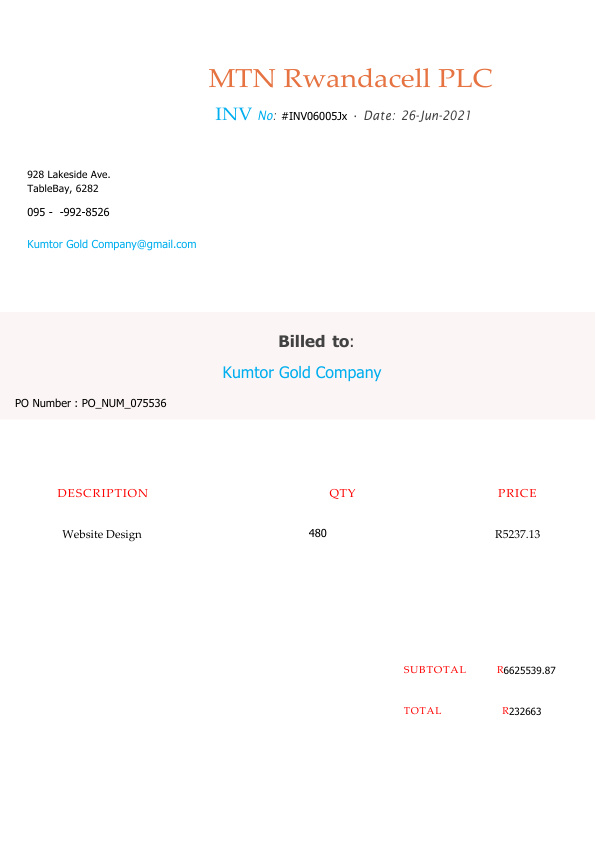 MTN Rwandacell PLC
INV No: #INV06005Jx · Date: 26-Jun-2021
928 Lakeside Ave.
TableBay, 6282
095 - -992-8526
Kumtor Gold Company@gmail.com
Billed to:
Kumtor Gold Company
PO Number : PO_NUM_075536
DESCRIPTION QTY PRICE
Website Design 480 R5237.13
SUBTOTAL R6625539.87
TOTAL R232663